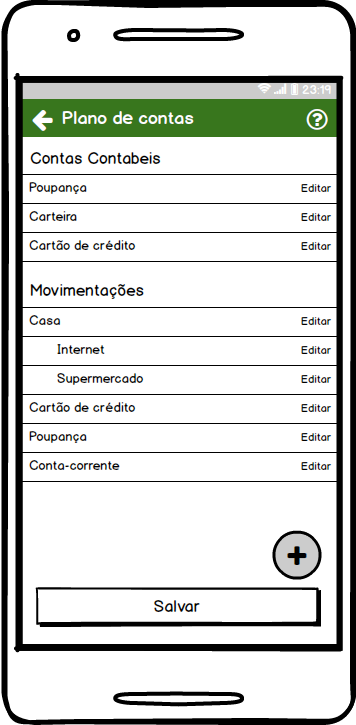 23:19
Plano de contas
Contas Contabeis
Poupança Editar
Carteira Editar
Cartão de crédito Editar
Movimentações
Casa Editar
Internet Editar
Supermercado Editar
Cartão de crédito Editar
Poupança Editar
Conta-corrente Editar
Salvar